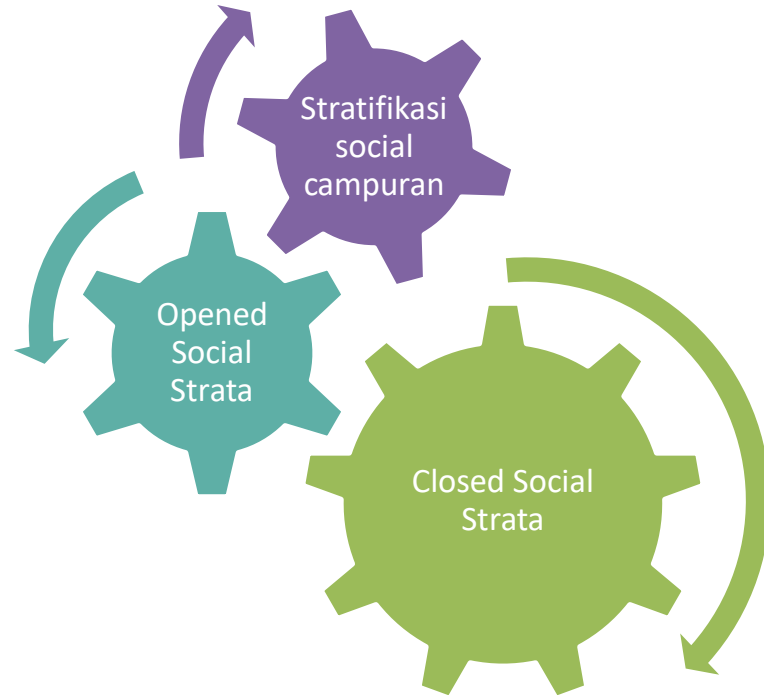 Stratifikasi
social
campuran
Opened
Social
Strata
Closed Social
Strata